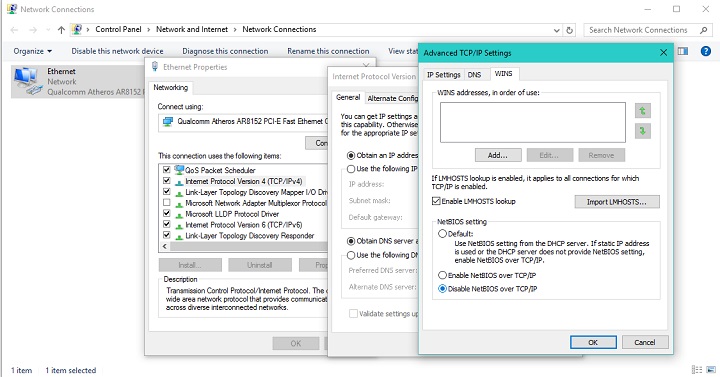 Network Connections
Control Panel > Network and Internet > Network Connections
Search Network Connections
Organize
Disable this network device
Diagnose this connection
Rename this connection
View stat
Ethernet
Network
Qualcomm Atheros AR8152 PCI-E
Ethernet Properties
Networking
Connect using:
Qualcomm Atheros AR8152 PCI-E Fast Ethernet C
Con
This connection uses the following items:
QoS Packet Scheduler
Internet Protocol Version 4 (TCP/IPv4)
Link-Layer Topology Discovery Mapper I/O Driv
Microsoft Network Adapter Multiplexor Protocol
Microsoft LLDP Protocol Driver
Internet Protocol Version 6 (TCP/IPv6)
Link-Layer Topology Discovery Responder
Install...
Uninstall
Prop
Description
Transmission Control Protocol/Internet Protocol. The d
wide area network protocol that provides communicati
across diverse interconnected networks.
OK
Internet Protocol Version
General
Alternate Config
You can get IP settings a
this capability. Otherwise
for the appropriate IP set
Obtain an IP address
Use the following IP
IP address:
Subnet mask:
Default gateway:
Obtain DNS server a
Use the following DN
Preferred DNS server:
Alternate DNS server:
Validate settings up
Advanced TCP/IP Settings
IP Settings
DNS
WINS
WINS addresses, in order of use:
Add...
Edit...
Remove
If LMHOSTS lookup is enabled, it applies to all connections for which
TCP/IP is enabled.
Enable LMHOSTS lookup
Import LMHOSTS...
NetBIOS setting
Default:
Use NetBIOS setting from the DHCP server. If static IP address
is used or the DHCP server does not provide NetBIOS setting,
enable NetBIOS over TCP/IP.
Enable NetBIOS over TCP/IP
Disable NetBIOS over TCP/IP
OK
Cancel
1 item
1 item selected